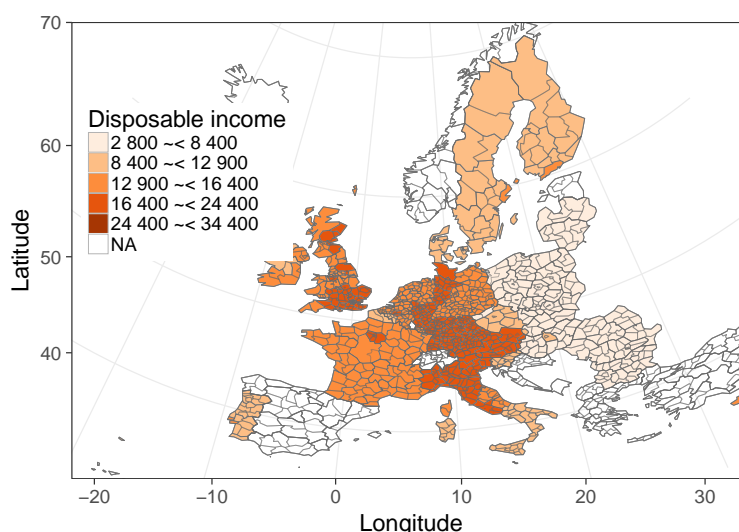 70
60
50
40
Latitude
Disposable income
2 800 ~< 8 400
8 400 ~< 12 900
12 900 ~< 16 400
16 400 ~< 24 400
24 400 ~< 34 400
NA
−20 −10 0 10 20 30
Longitude